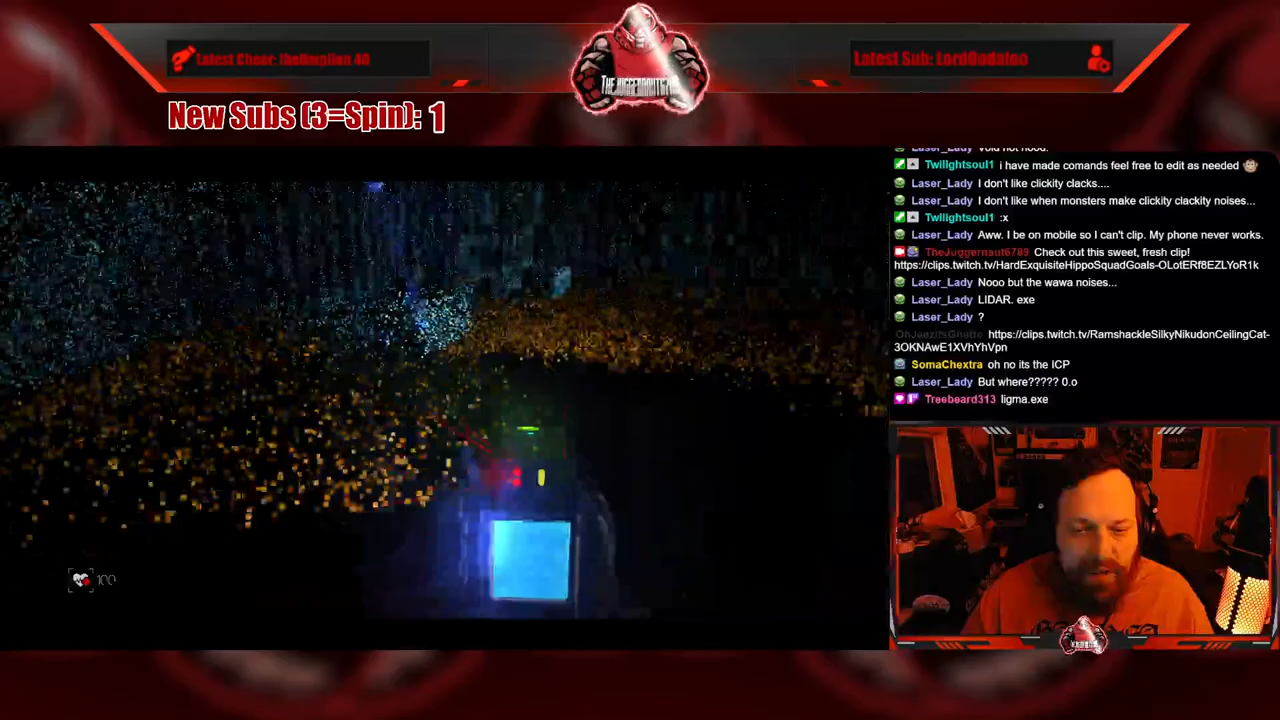 Latest Cheer:
Latest Sub: LordDadaloo
New Subs (3=Spin): 1
Laser_Lady Void not hood.
Twilightsoul1 i have made comands feel free to edit as needed
Laser_Lady I don't like clickity clacks....
Laser_Lady I don't like when monsters make clickity clackity noises...
Twilightsoul1 :x
Laser_Lady Aww. I be on mobile so I can't clip. My phone never works.
TheJuggernaut6789 Check out this sweet, fresh clip!
https://clips.twitch.tv/HardExquisiteHippoSquadGoals-OLotERf8EZLYoR1k
Laser_Lady Nooo but the wawa noises...
Laser_Lady LIDAR. exe
Laser_Lady ?
OhJeezItsGhette https://clips.twitch.tv/RamshackleSilkyNikudonCeilingCat-
3OKNAwE1XVhYhVpn
SomaChextra oh no its the ICP
Laser_Lady But where????? 0.o
Treebeard313 ligma.exe
100